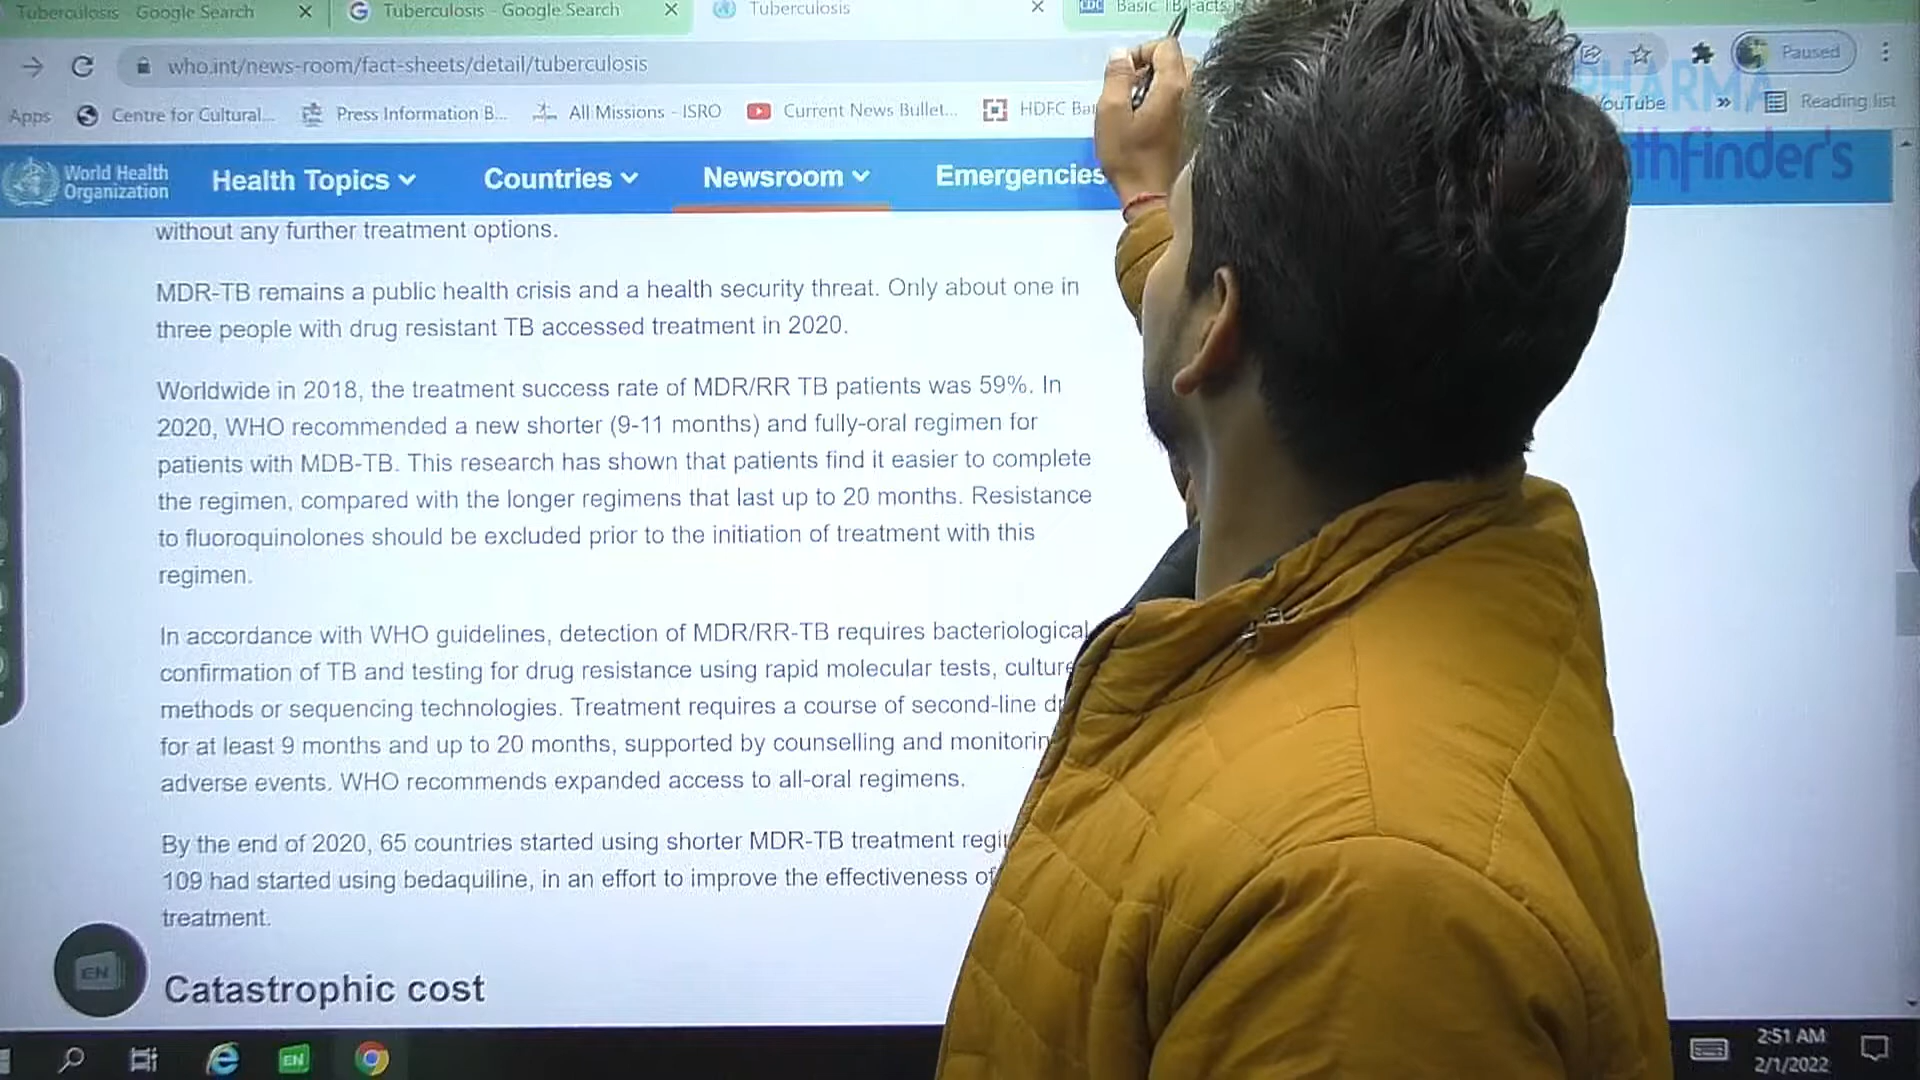 Tuberculosis - Google Search
Tuberculosis - Google Search
Tuberculosis
CDC Basic TB Facts
who.int/news-room/fact-sheets/detail/tuberculosis
Paused
Apps
Centre for Cultural...
Press Information B...
All Missions - ISRO
Current News Bullet...
HDFC
YouTube
»
Reading list
PHARMA
World Health
Organization
Health Topics
Countries
Newsroom
Emergencies
without any further treatment options.
MDR-TB remains a public health crisis and a health security threat. Only about one in
three people with drug resistant TB accessed treatment in 2020.
Worldwide in 2018, the treatment success rate of MDR/RR TB patients was 59%. In
2020, WHO recommended a new shorter (9-11 months) and fully-oral regimen for
patients with MDB-TB. This research has shown that patients find it easier to complete
the regimen, compared with the longer regimens that last up to 20 months. Resistance
to fluoroquinolones should be excluded prior to the initiation of treatment with this
regimen.
In accordance with WHO guidelines, detection of MDR/RR-TB requires bacteriological
confirmation of TB and testing for drug resistance using rapid molecular tests, culture
methods or sequencing technologies. Treatment requires a course of second-line
for at least 9 months and up to 20 months, supported by counselling and monitoring
adverse events. WHO recommends expanded access to all-oral regimens.
By the end of 2020, 65 countries started using shorter MDR-TB treatment
109 had started using bedaquiline, in an effort to improve the effectiveness of
treatment.
EN
Catastrophic cost
EN
2:51 AM
2/1/2022